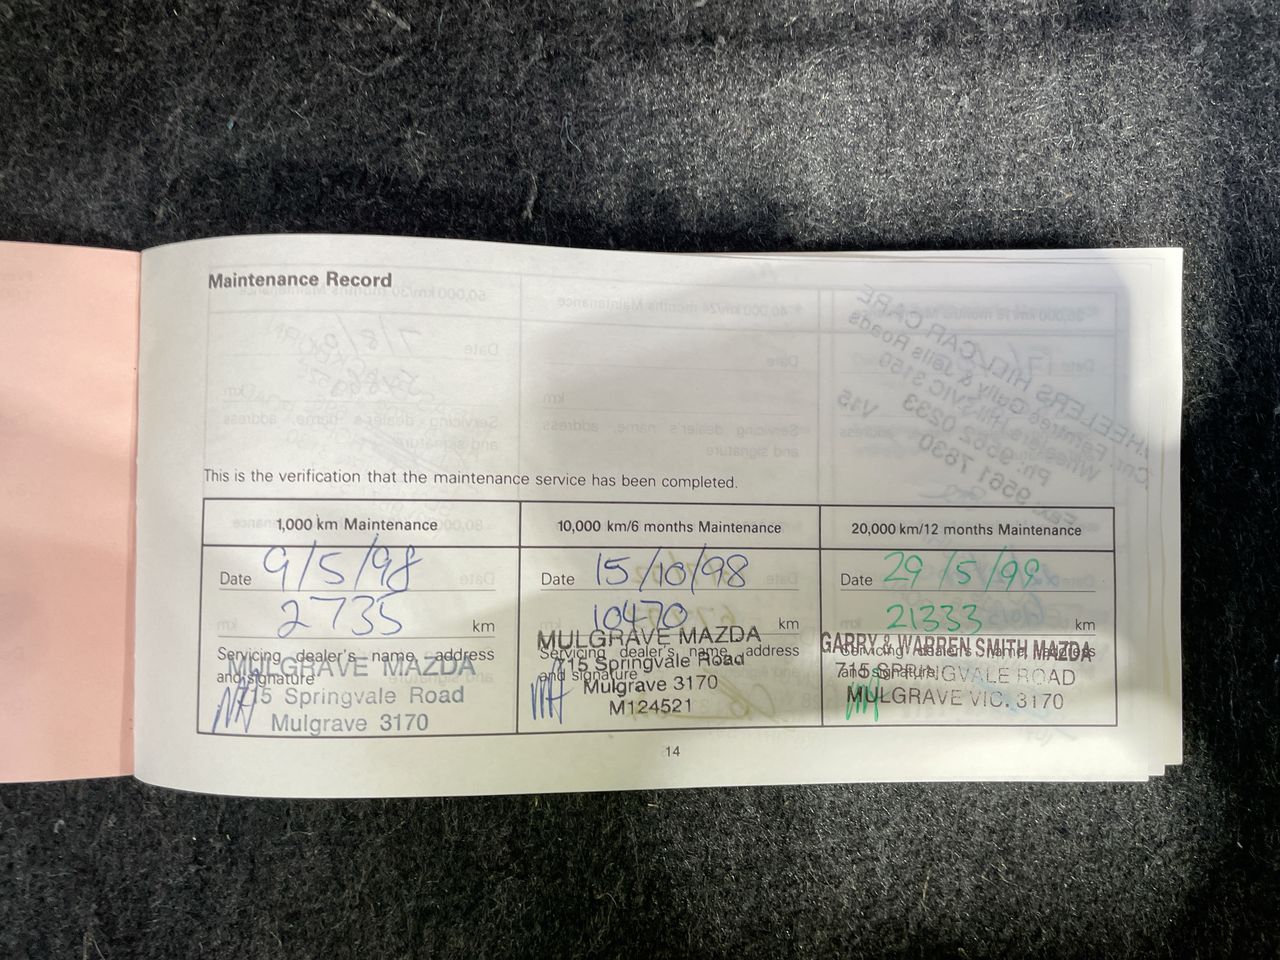 Maintenance Record
This is the verification that the maintenance service has been completed.
1,000 km Maintenance
Date 9/5/98
2735 km
Servicing dealer's name, address
and signature
MULGRAVE MAZDA
715 Springvale Road
Mulgrave 3170
10,000 km/6 months Maintenance
Date 15/10/98
10470 km
Servicing dealer's name, address
and signature
MULGRAVE MAZDA
715 Springvale Road
Mulgrave 3170
M124521
20,000 km/12 months Maintenance
Date 29/5/99
21333 km
Servicing dealer's name, address
and signature
GARRY & WARREN SMITH MAZDA
715 SPRINGVALE ROAD
MULGRAVE VIC. 3170
14